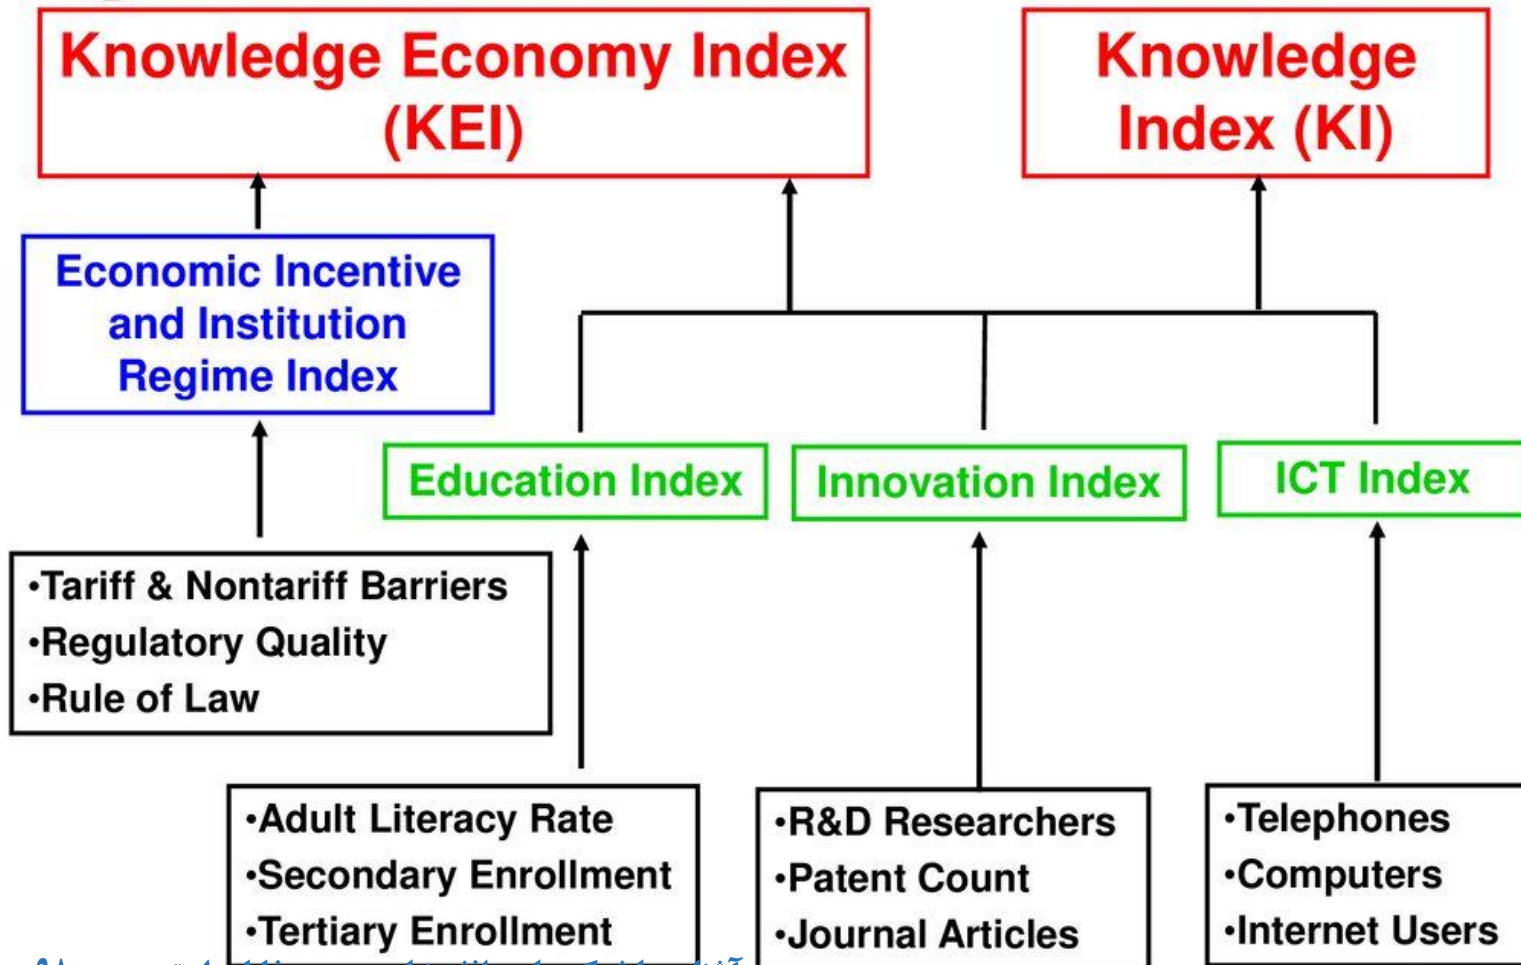 Knowledge Economy Index
(KEI)
Knowledge
Index (KI)
Economic Incentive
and Institution
Regime Index
Education Index
Innovation Index
ICT Index
•Tariff & Nontariff Barriers
•Regulatory Quality
•Rule of Law
•Adult Literacy Rate
•Secondary Enrollment
•Tertiary Enrollment
•R&D Researchers
•Patent Count
•Journal Articles
•Telephones
•Computers
•Internet Users